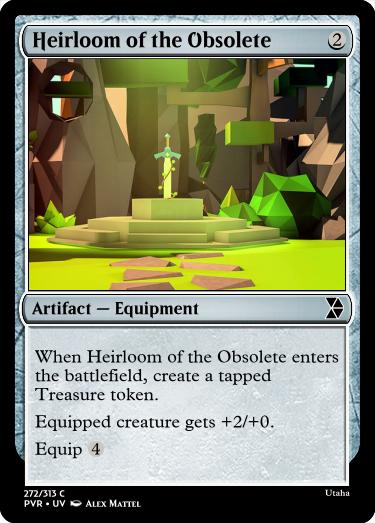 Heirloom of the Obsolete 2
Artifact — Equipment
When Heirloom of the Obsolete enters
the battlefield, create a tapped
Treasure token.
Equipped creature gets +2/+0.
Equip 4
272/313 C
Utaha
PVR • UV Alex Mattel